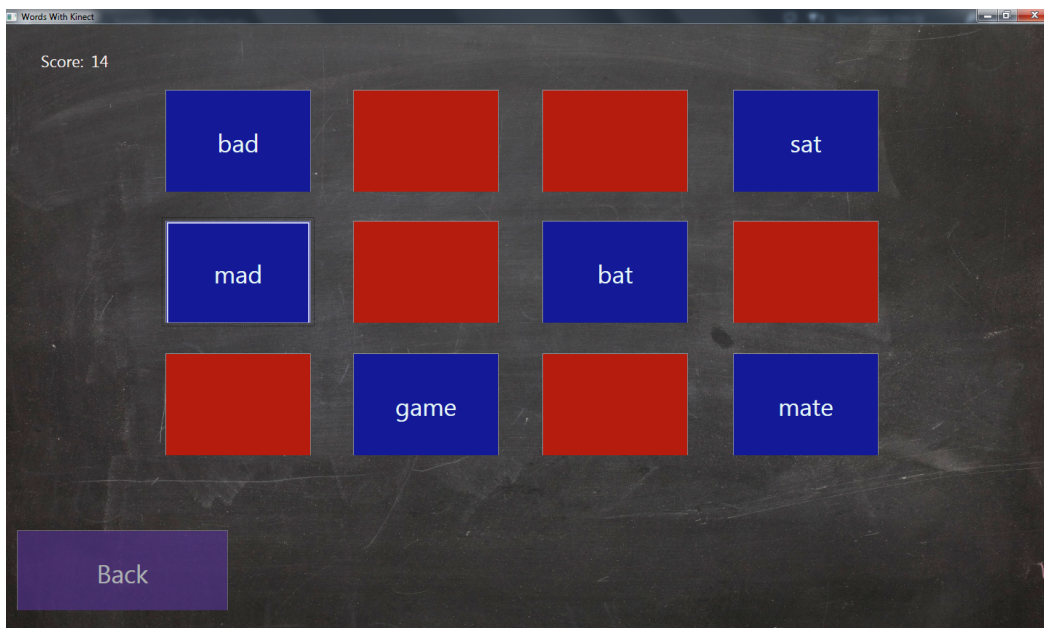 Words With Kinect
Score: 14
bad sat
mad bat
game mate
Back